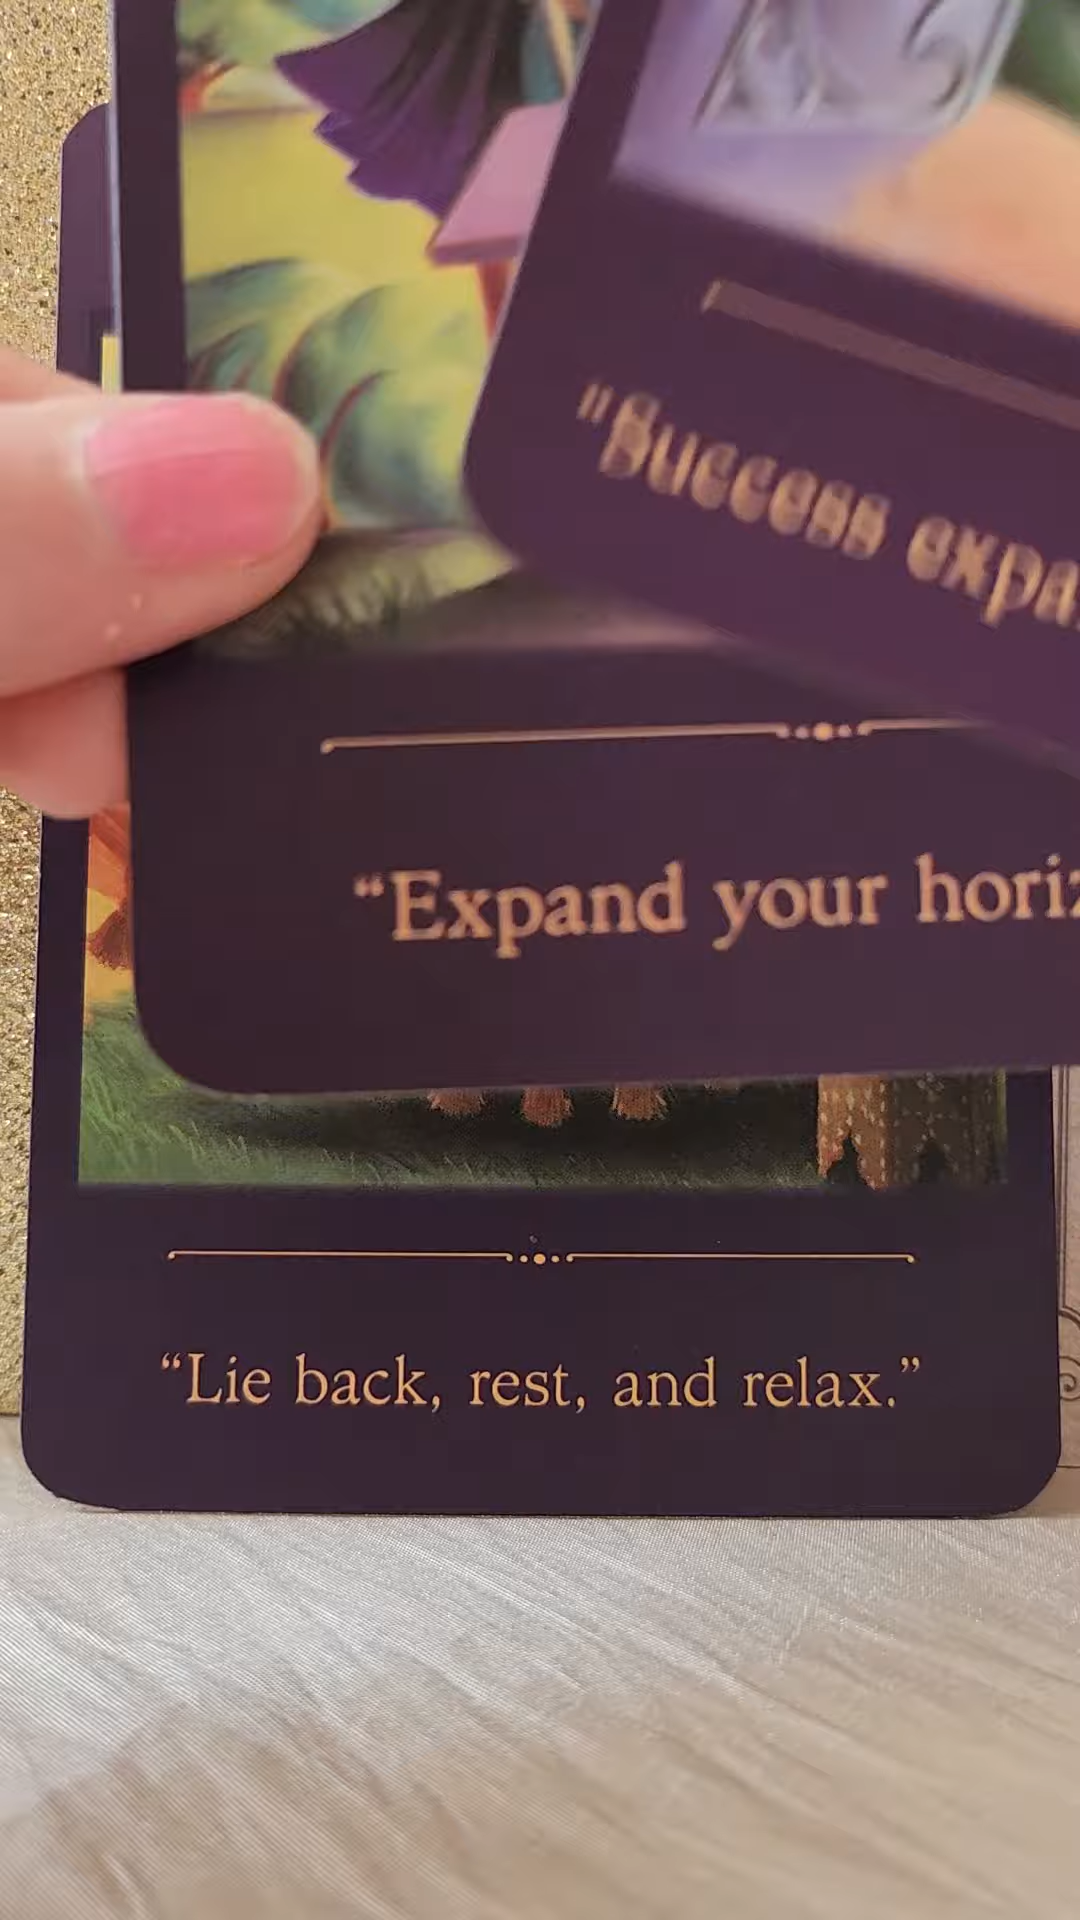 "Success
"Expand your
"Lie back, rest, and relax."